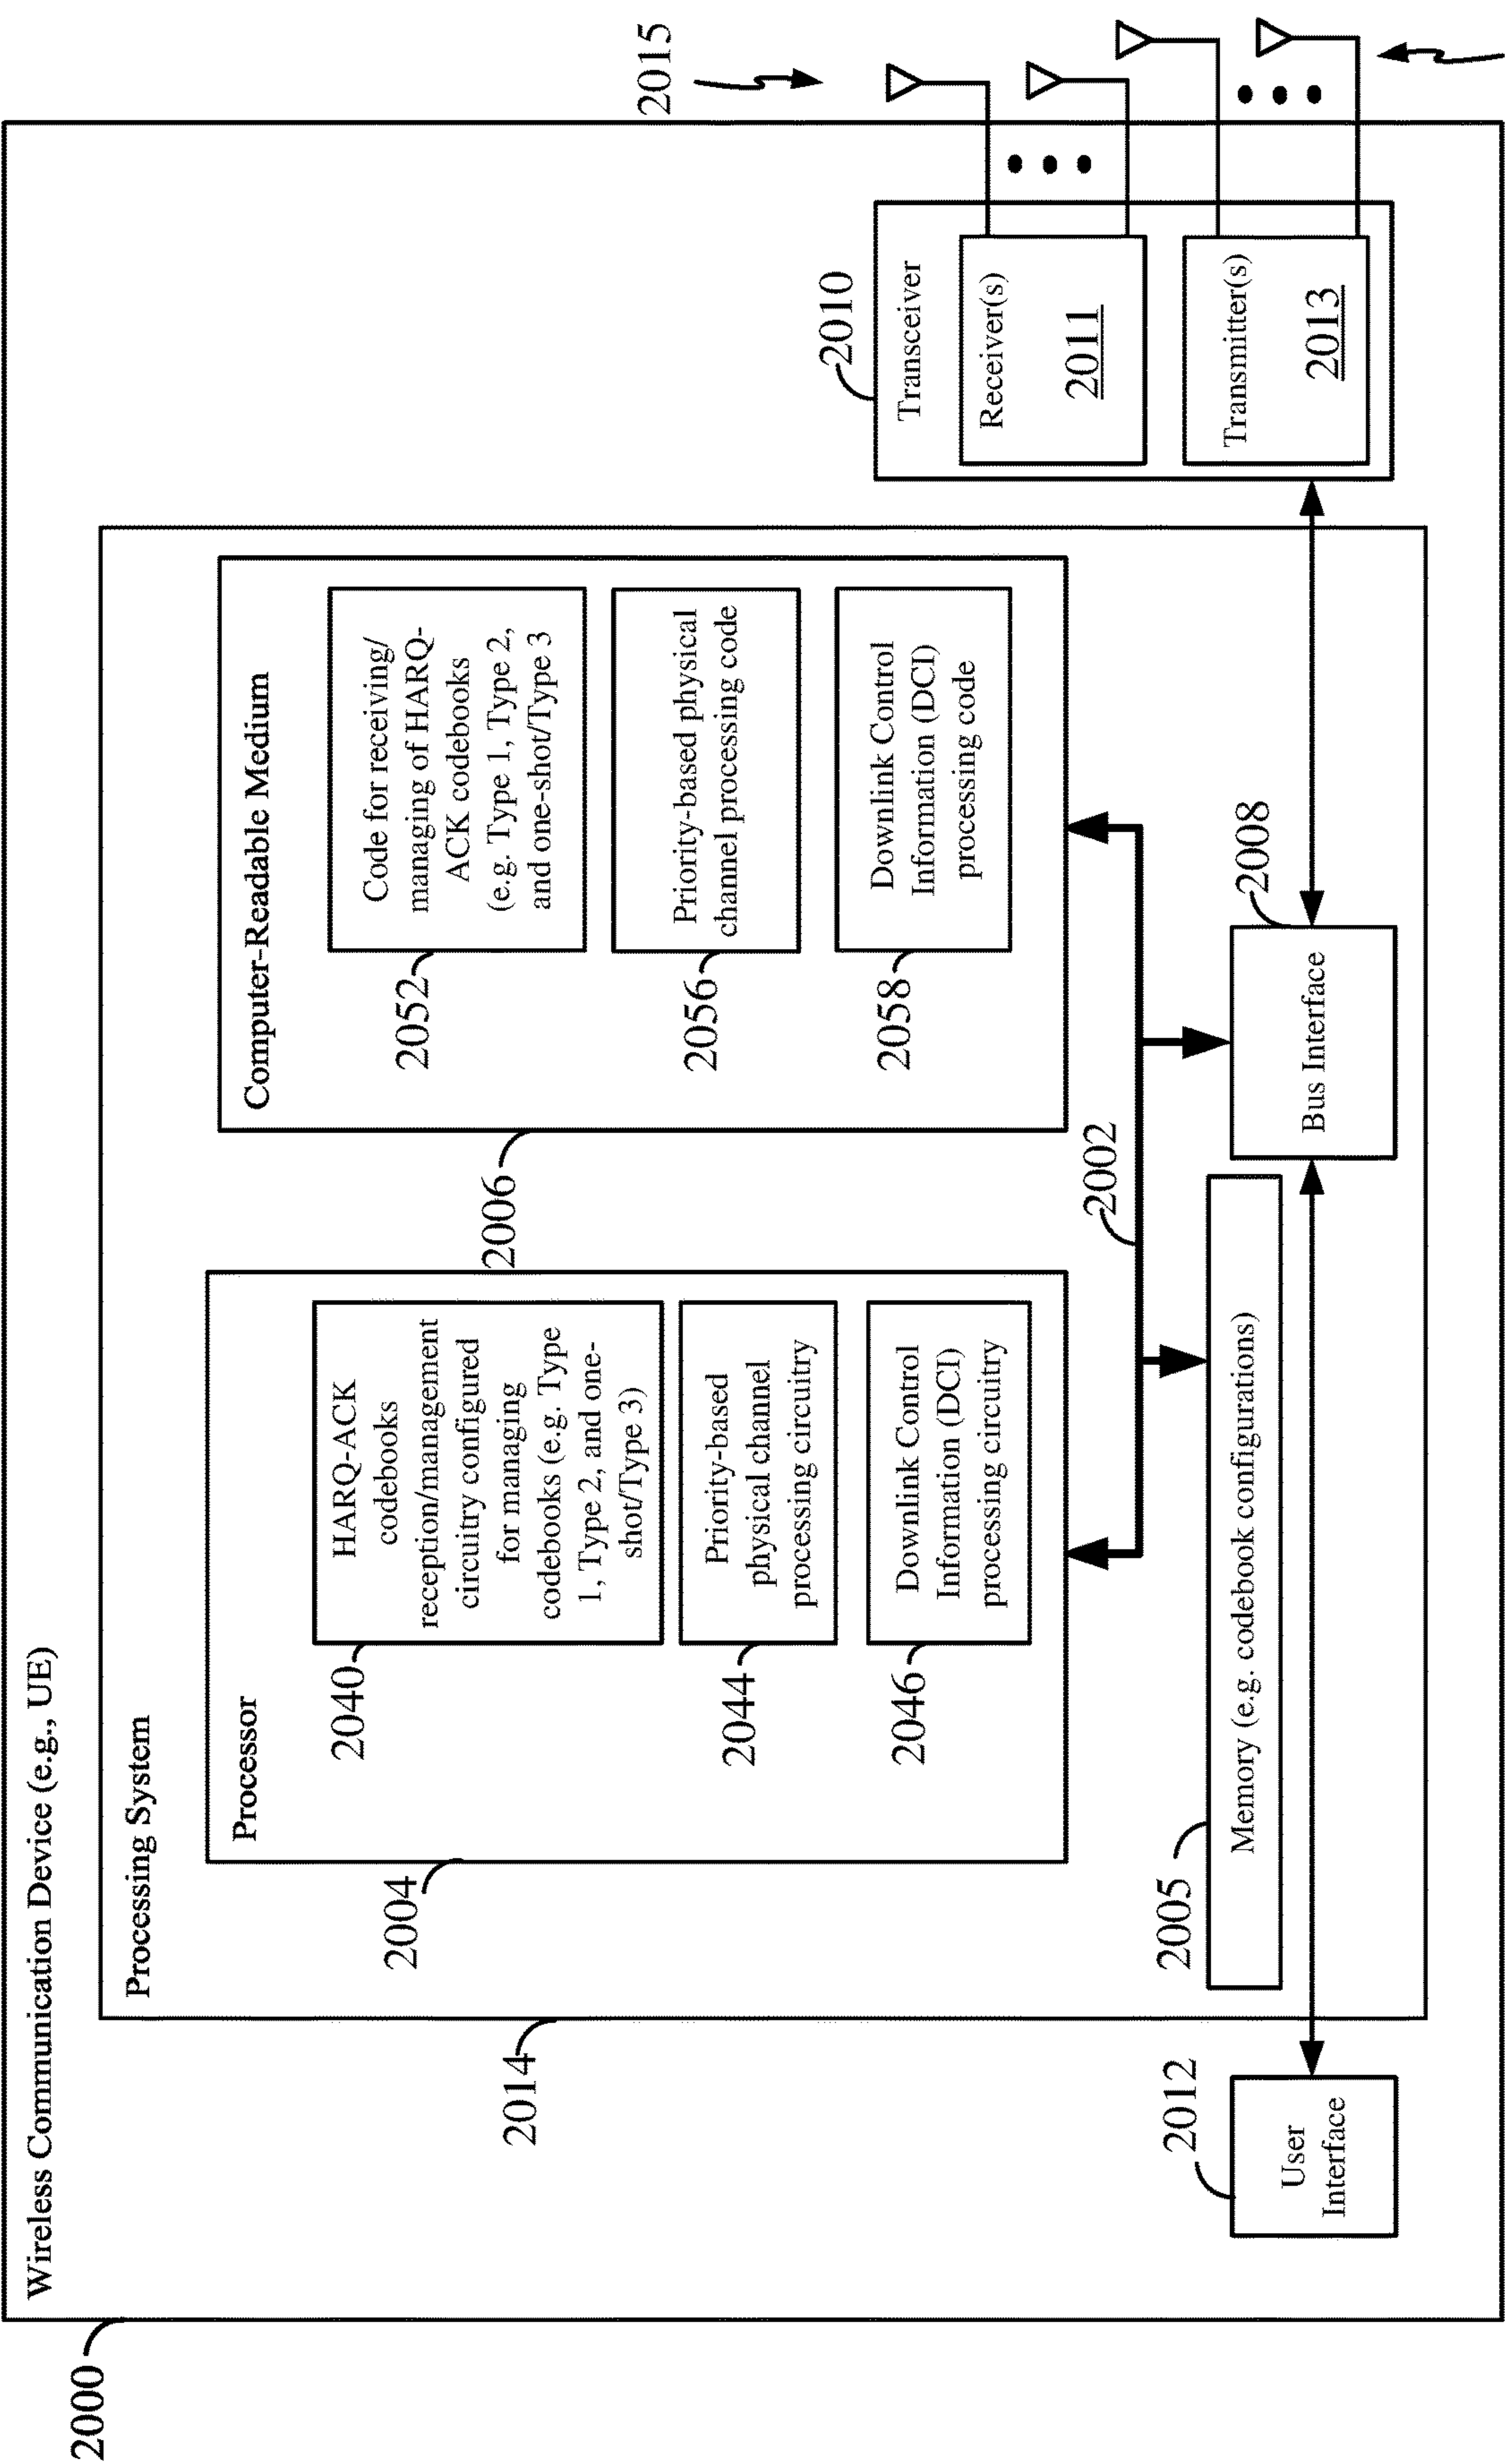 2000
Wireless Communication Device (e.g., UE)
2014
Processing System
2004
Processor
2040
HARQ-ACK
codebooks
reception/management
circuitry configured
for managing
codebooks (e.g. Type
1, Type 2, and one-
shot/Type 3)
2044
Priority-based
physical channel
processing circuitry
2046
Downlink Control
Information (DCI)
processing circuitry
2006
Computer-Readable Medium
2052
Code for receiving/
managing of HARQ-
ACK codebooks
(e.g. Type 1, Type 2,
and one-shot/Type 3
2056
Priority-based physical
channel processing code
2058
Downlink Control
Information (DCI)
processing code
2002
2005
Memory (e.g. codebook configurations)
2008
Bus Interface
2012
User
Interface
2010
Transceiver
Receiver(s)
2011
Transmitter(s)
2013
2015